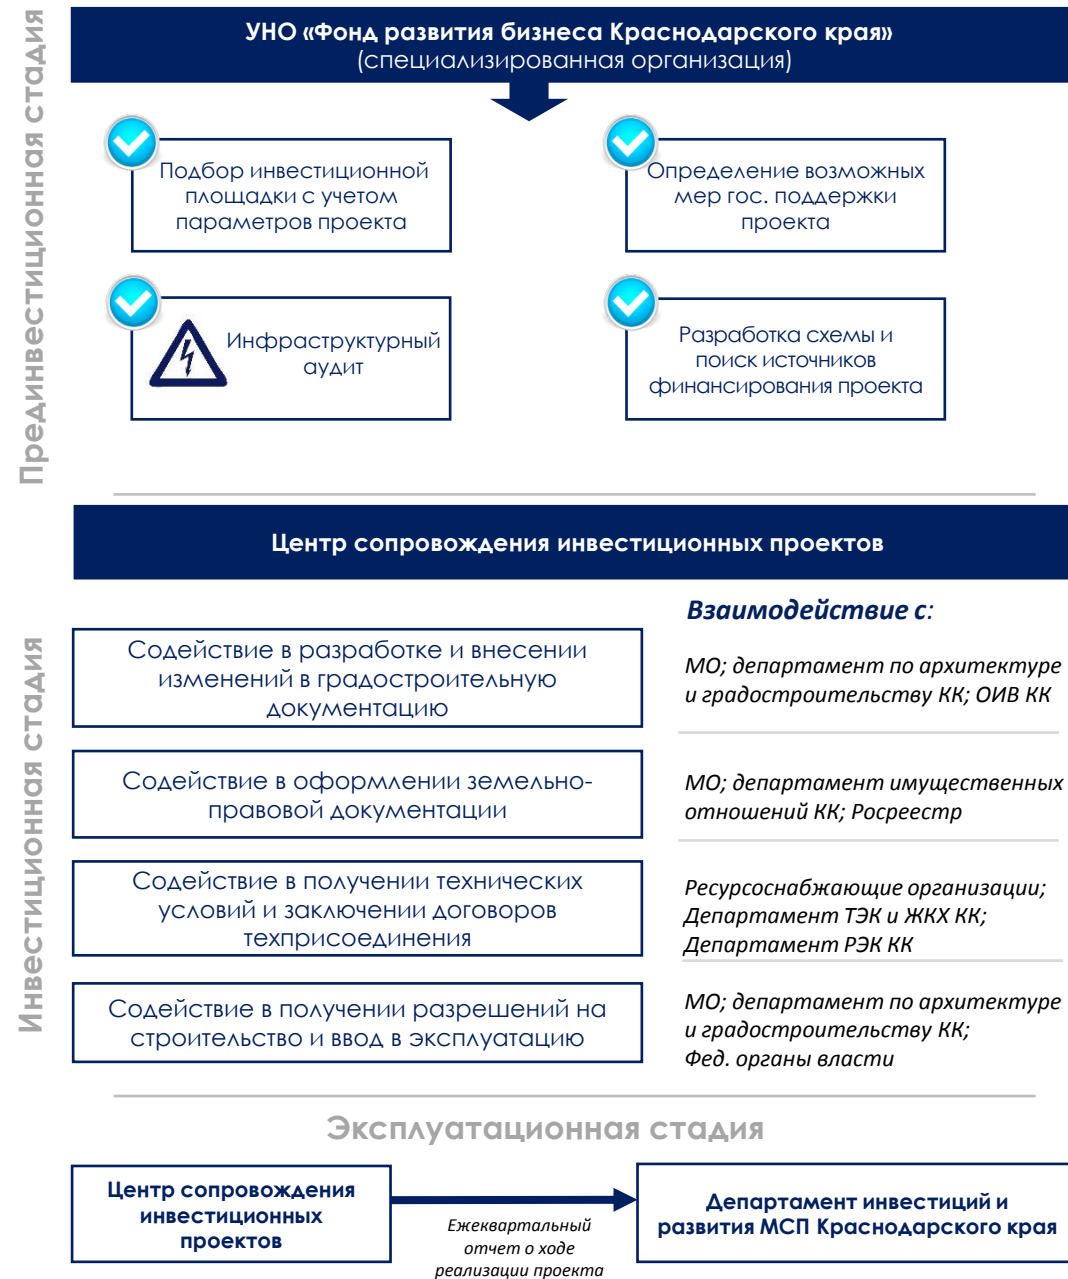 Прединвестиционная стадия
УНО «Фонд развития бизнеса Краснодарского края»
(специализированная организация)
Подбор инвестиционной
площадки с учетом
параметров проекта
Определение возможных
мер гос. поддержки
проекта
Инфраструктурный
аудит
Разработка схемы и
поиск источников
финансирования проекта
Инвестиционная стадия
Центр сопровождения инвестиционных проектов
Взаимодействие с:
Содействие в разработке и внесении
изменений в градостроительную
документацию
МО; департамент по архитектуре
и градостроительству КК; ОИВ КК
Содействие в оформлении земельно-
правовой документации
МО; департамент имущественных
отношений КК; Росреестр
Содействие в получении технических
условий и заключении договоров
техприсоединения
Ресурсоснабжающие организации;
Департамент ТЭК и ЖКХ КК;
Департамент РЭК КК
Содействие в получении разрешений на
строительство и ввод в эксплуатацию
МО; департамент по архитектуре
и градостроительству КК;
Фед. органы власти
Эксплуатационная стадия
Центр сопровождения
инвестиционных
проектов
Ежеквартальный
отчет о ходе
реализации проекта
Департамент инвестиций и
развития МСП Краснодарского края